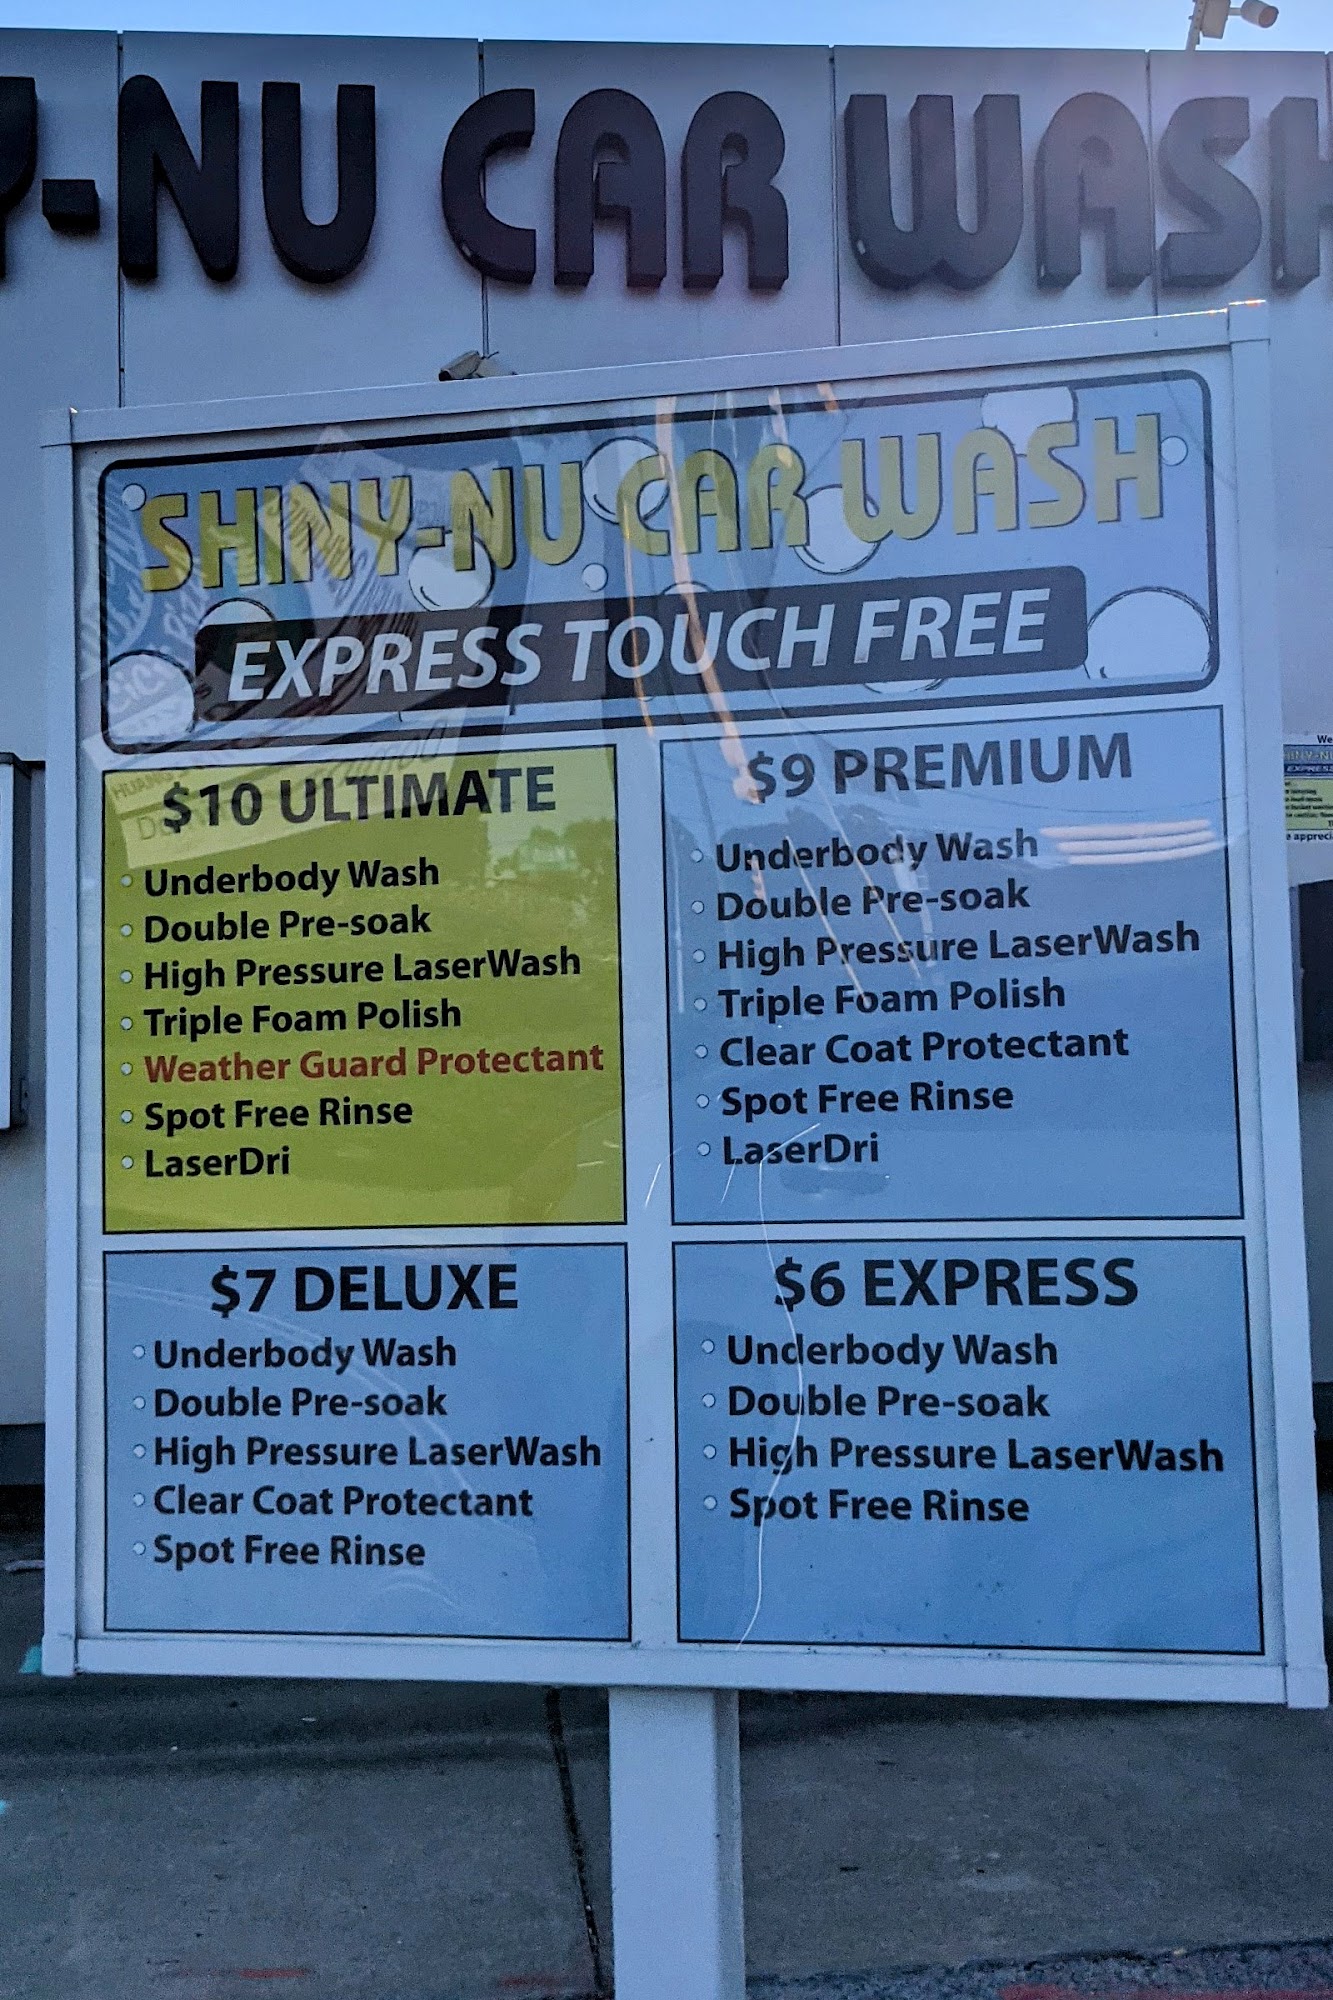 Y-NU CAR WASH
SHINY-NU CAR WASH
EXPRESS TOUCH FREE
$10 ULTIMATE
Underbody Wash
Double Pre-soak
High Pressure LaserWash
Triple Foam Polish
Weather Guard Protectant
Spot Free Rinse
LaserDri
$9 PREMIUM
Underbody Wash
Double Pre-soak
High Pressure LaserWash
Triple Foam Polish
Clear Coat Protectant
Spot Free Rinse
LaserDri
$7 DELUXE
Underbody Wash
Double Pre-soak
High Pressure LaserWash
Clear Coat Protectant
Spot Free Rinse
$6 EXPRESS
Underbody Wash
Double Pre-soak
High Pressure LaserWash
Spot Free Rinse